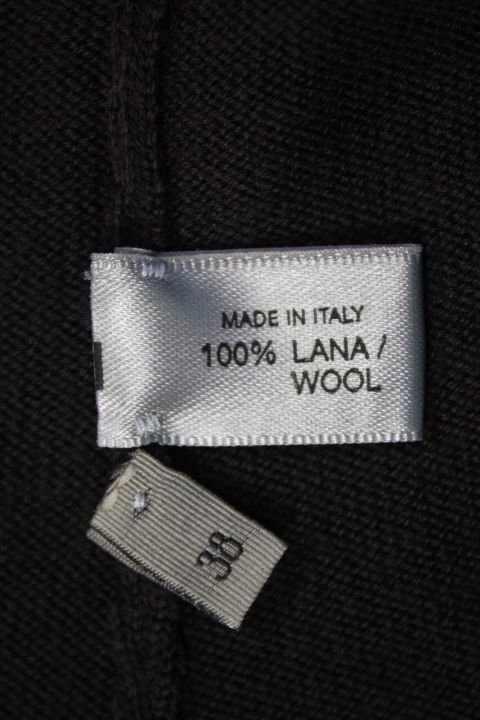 MADE IN ITALY
100% LANA /
WOOL
38